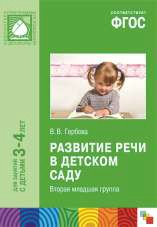 СООТВЕТСТВУЕТ
ФГОС
ДЛЯ ЗАНЯТИЙ
С ДЕТЬМИ 3-4 ЛЕТ
В. В. Гербова
РАЗВИТИЕ РЕЧИ
В ДЕТСКОМ
САДУ
Вторая младшая группа